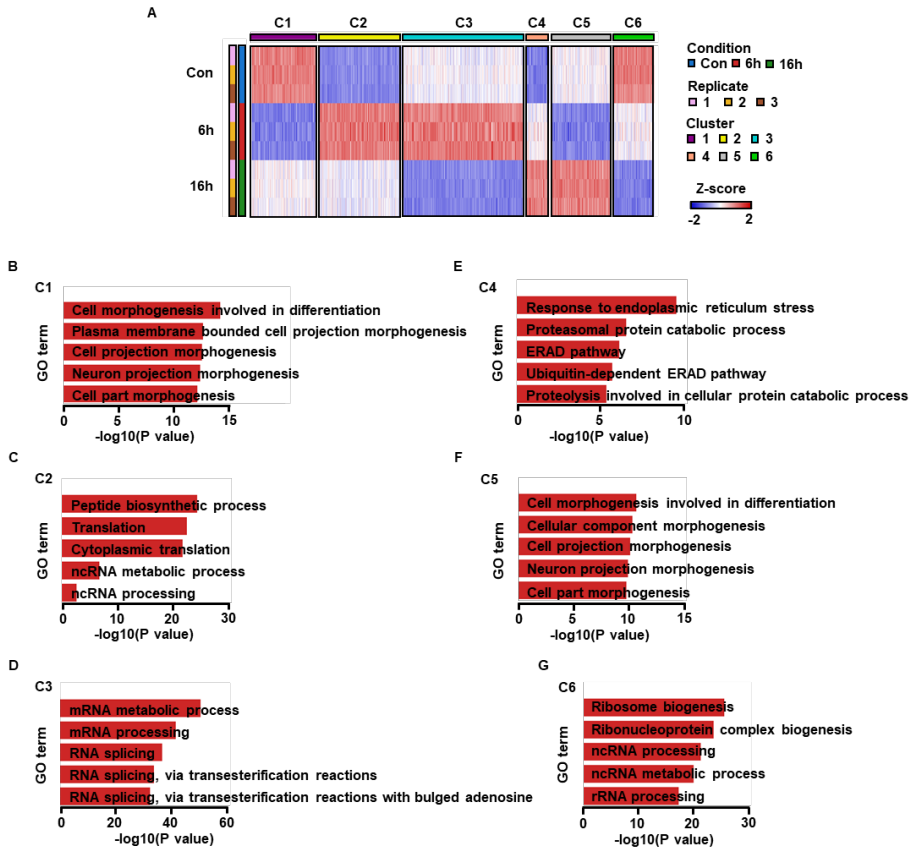 A
C1 C2 C3 C4 C5 C6
Con
6h
16h
Condition
Con 6h 16h
Replicate
1 2 3
Cluster
1 2 3
4 5 6
Z-score
-2 2
B
C1
GO term
Cell morphogenesis involved in differentiation
Plasma membrane bounded cell projection morphogenesis
Cell projection morphogenesis
Neuron projection morphogenesis
Cell part morphogenesis
0 5 10 15
-log10(P value)
C
C2
GO term
Peptide biosynthetic process
Translation
Cytoplasmic translation
ncRNA metabolic process
ncRNA processing
0 10 20 30
-log10(P value)
D
C3
GO term
mRNA metabolic process
mRNA processing
RNA splicing
RNA splicing, via transesterification reactions
RNA splicing, via transesterification reactions with bulged adenosine
0 20 40 60
-log10(P value)
E
C4
GO term
Response to endoplasmic reticulum stress
Proteasomal protein catabolic process
ERAD pathway
Ubiquitin-dependent ERAD pathway
Proteolysis involved in cellular protein catabolic process
0 5 10
-log10(P value)
F
C5
GO term
Cell morphogenesis involved in differentiation
Cellular component morphogenesis
Cell projection morphogenesis
Neuron projection morphogenesis
Cell part morphogenesis
0 5 10 15
-log10(P value)
G
C6
GO term
Ribosome biogenesis
Ribonucleoprotein complex biogenesis
ncRNA processing
ncRNA metabolic process
rRNA processing
0 10 20 30
-log10(P value)